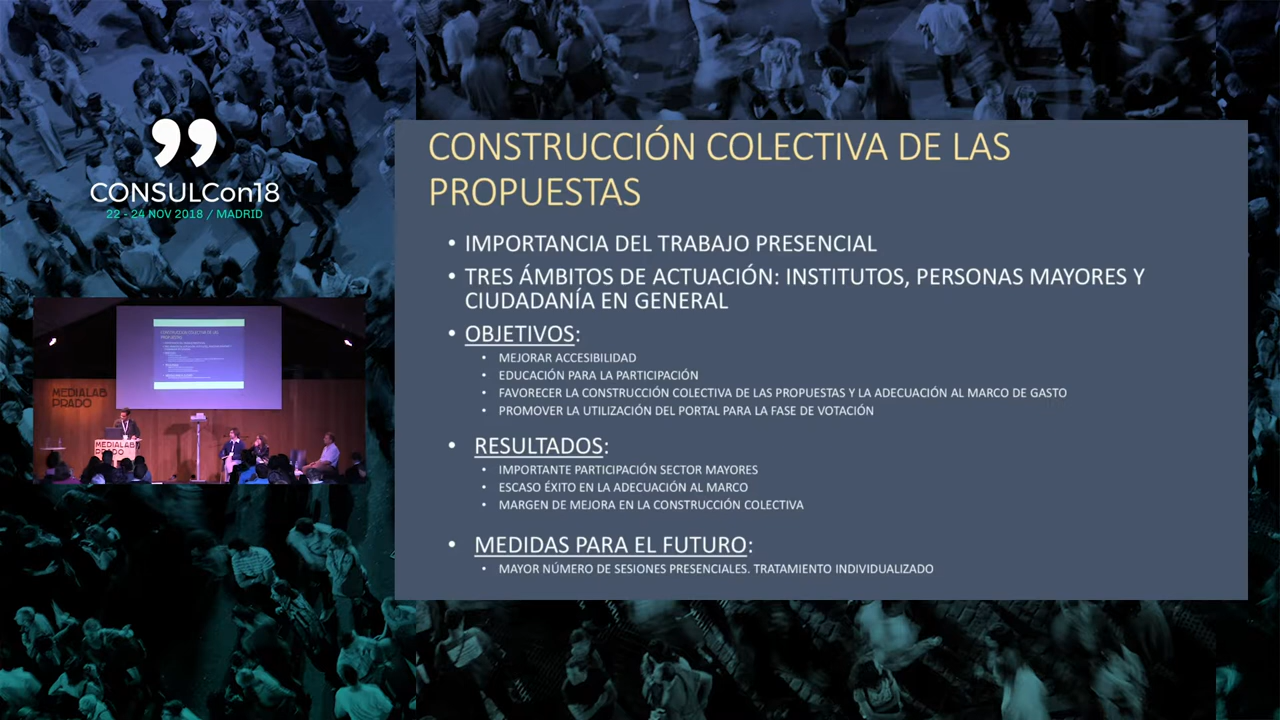 CONSULCon18
22 - 24 NOV 2018 / MADRID
MEDIALAB
PRADO
MEDIALAB
PRADO
CONSTRUCCIÓN COLECTIVA DE LAS
PROPUESTAS
• IMPORTANCIA DEL TRABAJO PRESENCIAL
• TRES ÁMBITOS DE ACTUACIÓN: INSTITUTOS, PERSONAS MAYORES Y
CIUDADANÍA EN GENERAL
• OBJETIVOS:
• MEJORAR ACCESIBILIDAD
• EDUCACIÓN PARA LA PARTICIPACIÓN
• FAVORECER LA CONSTRUCCIÓN COLECTIVA DE LAS PROPUESTAS Y LA ADECUACIÓN AL MARCO DE GASTO
• PROMOVER LA UTILIZACIÓN DEL PORTAL PARA LA FASE DE VOTACIÓN
• RESULTADOS:
• IMPORTANTE PARTICIPACIÓN SECTOR MAYORES
• ESCASO ÉXITO EN LA ADECUACIÓN AL MARCO
• MARGEN DE MEJORA EN LA CONSTRUCCIÓN COLECTIVA
• MEDIDAS PARA EL FUTURO:
• MAYOR NÚMERO DE SESIONES PRESENCIALES. TRATAMIENTO INDIVIDUALIZADO